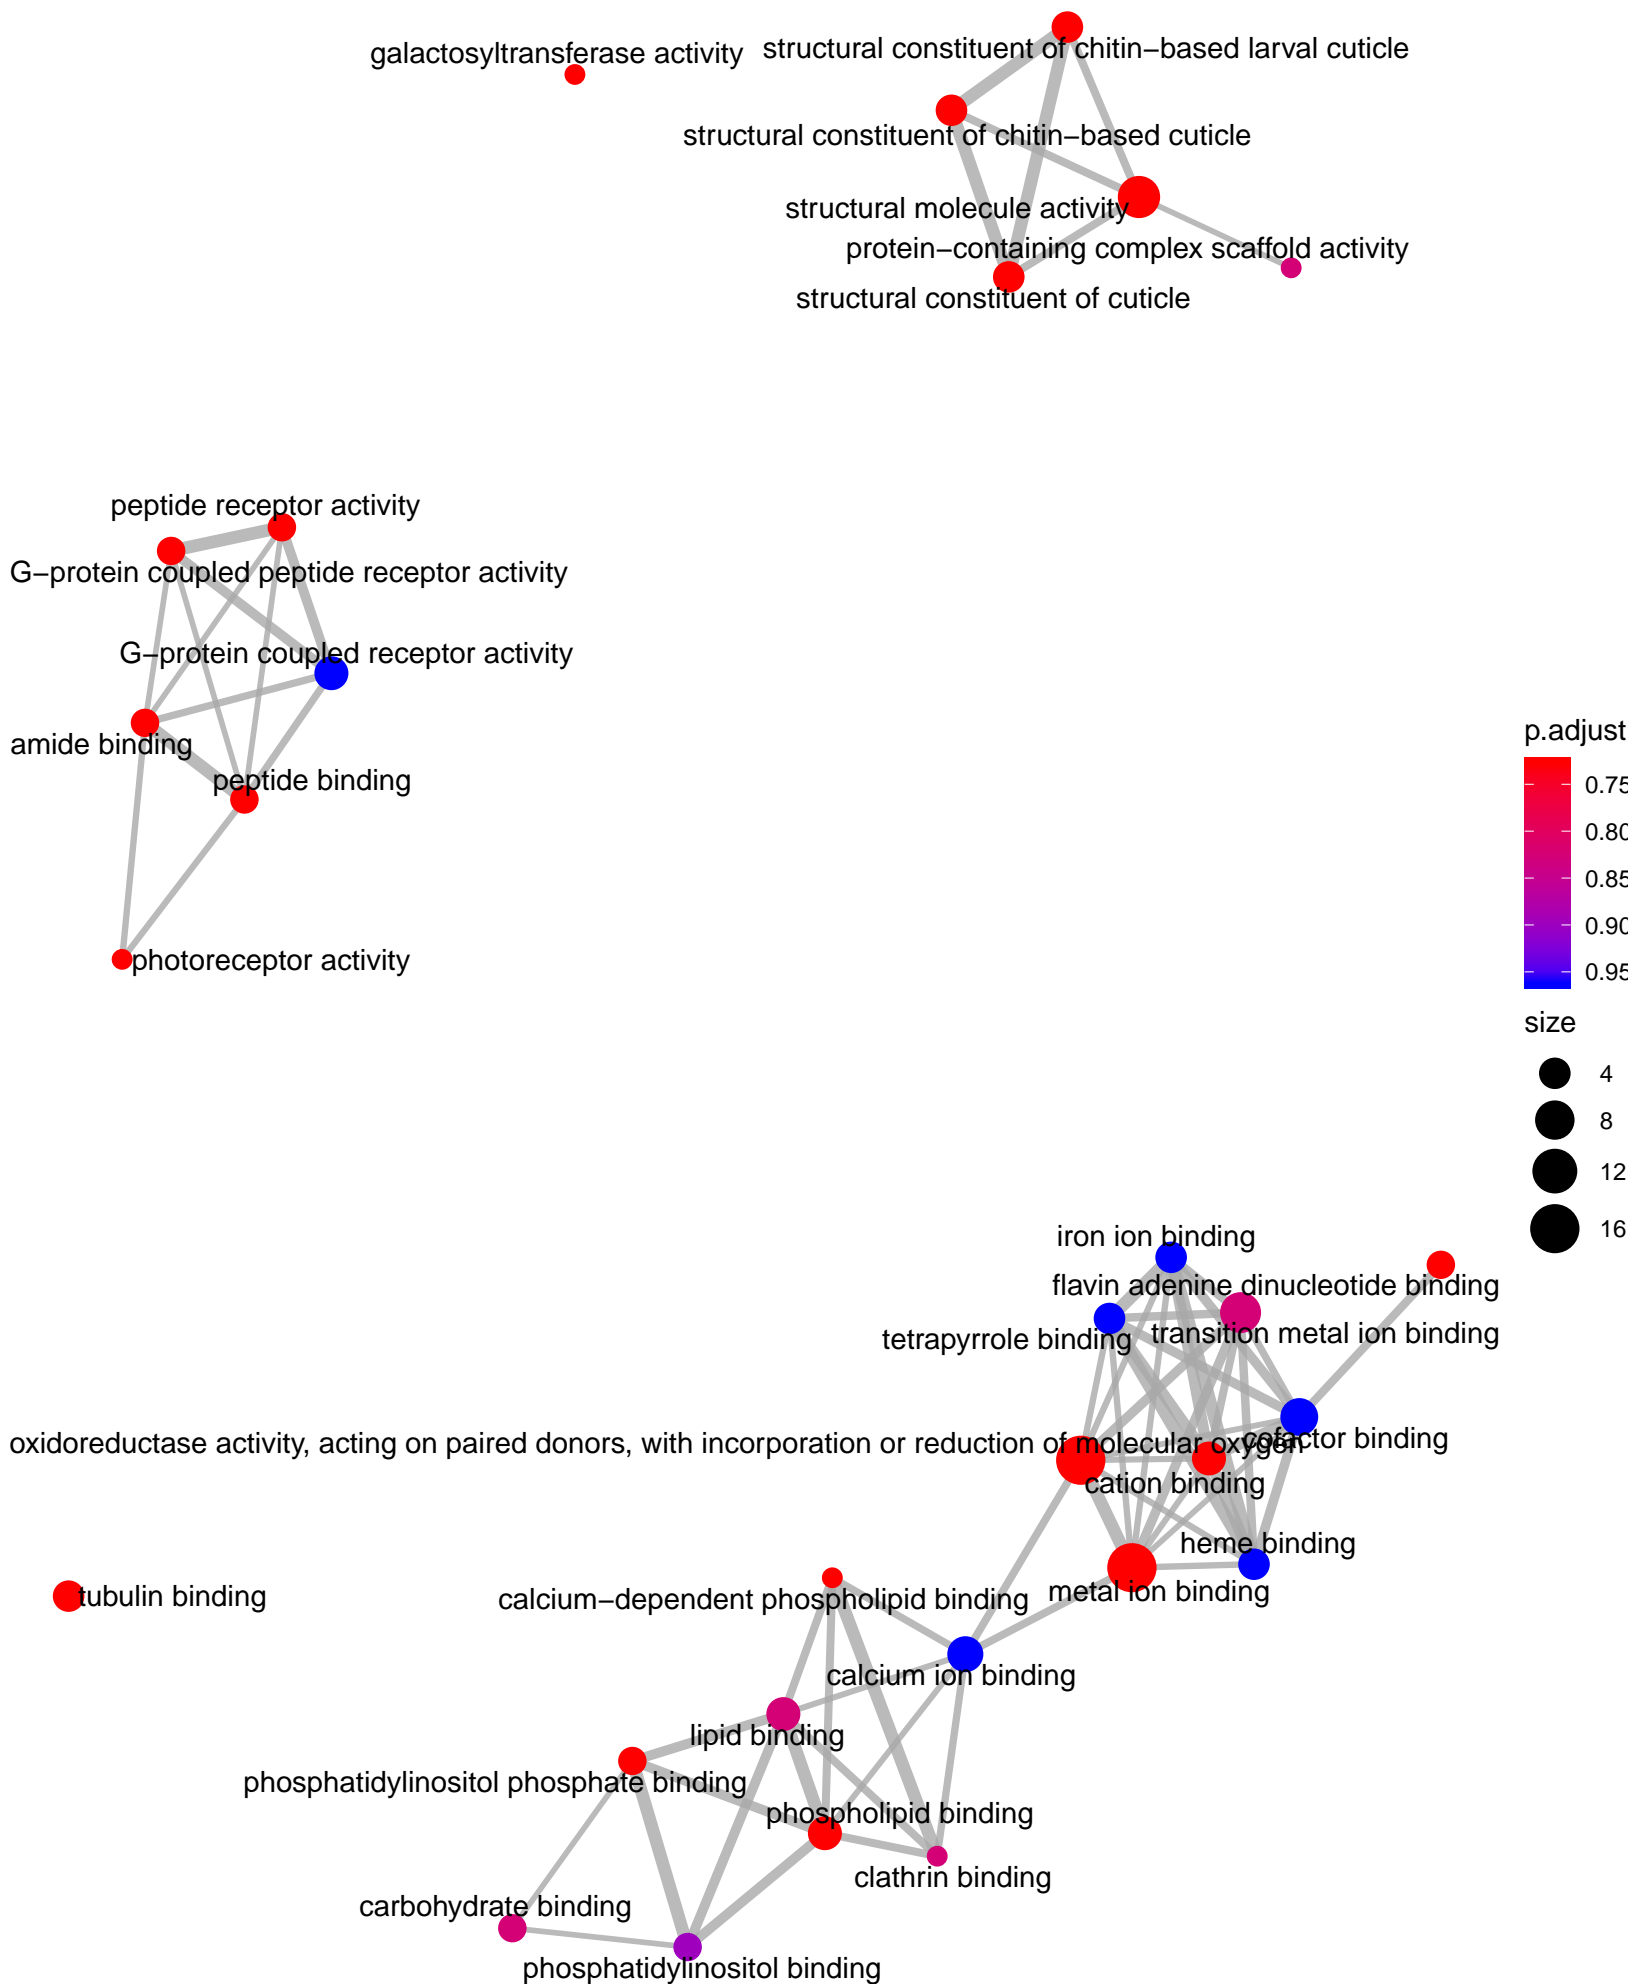 galactosyltransferase activity
structural constituent of chitin−based larval cuticle
structural constituent of chitin−based cuticle
structural molecule activity
protein−containing complex scaffold activity
structural constituent of cuticle
peptide receptor activity
G−protein coupled peptide receptor activity
G−protein coupled receptor activity
amide binding
peptide binding
photoreceptor activity
p.adjust
0.75
0.80
0.85
0.90
0.95
size
4
8
12
16
iron ion binding
flavin adenine dinucleotide binding
tetrapyrrole binding
transition metal ion binding
oxidoreductase activity, acting on paired donors, with incorporation or reduction of molecular oxygen
cofactor binding
cation binding
heme binding
metal ion binding
tubulin binding
calcium−dependent phospholipid binding
calcium ion binding
lipid binding
phosphatidylinositol phosphate binding
phospholipid binding
clathrin binding
carbohydrate binding
phosphatidylinositol binding